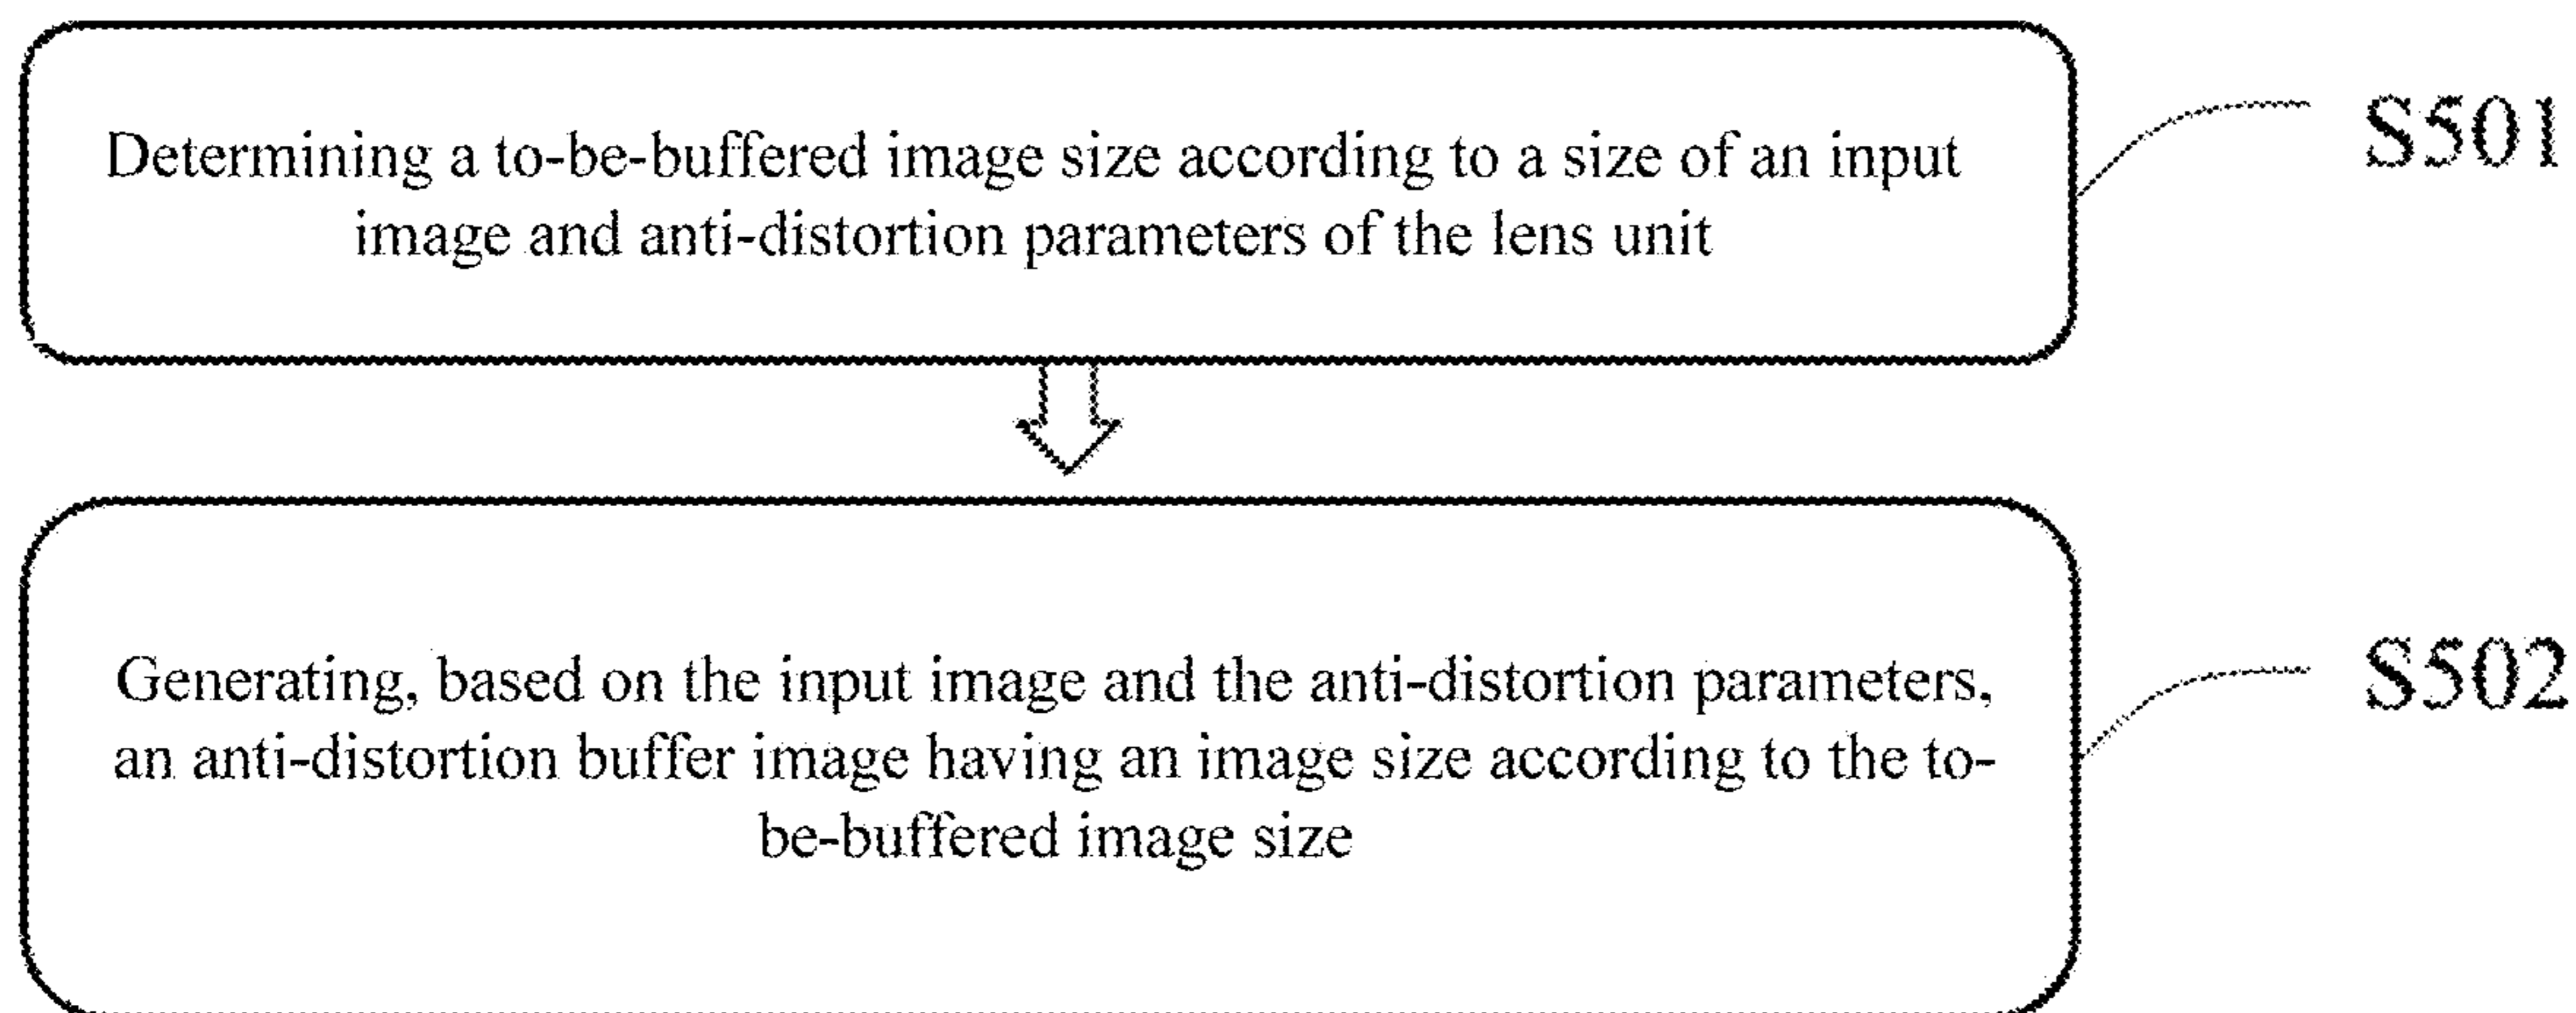 Determining a to-be-buffered image size according to a size of an input
image and anti-distortion parameters of the lens unit
S501
Generating, based on the input image and the anti-distortion parameters,
an anti-distortion buffer image having an image size according to the to-
be-buffered image size
S502